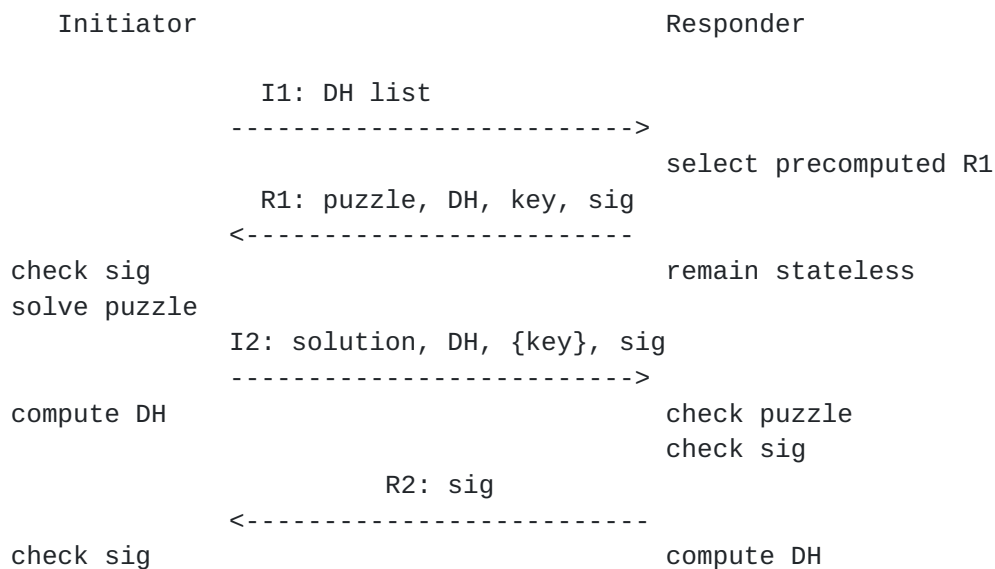 Initiator                              Responder
I1: DH list
-------------------------->
select precomputed R1
R1: puzzle, DH, key, sig
<-------------------------
check sig                              remain stateless
solve puzzle
I2: solution, DH, {key}, sig
-------------------------->
compute DH                             check puzzle
check sig
R2: sig
<--------------------------
check sig                              compute DH